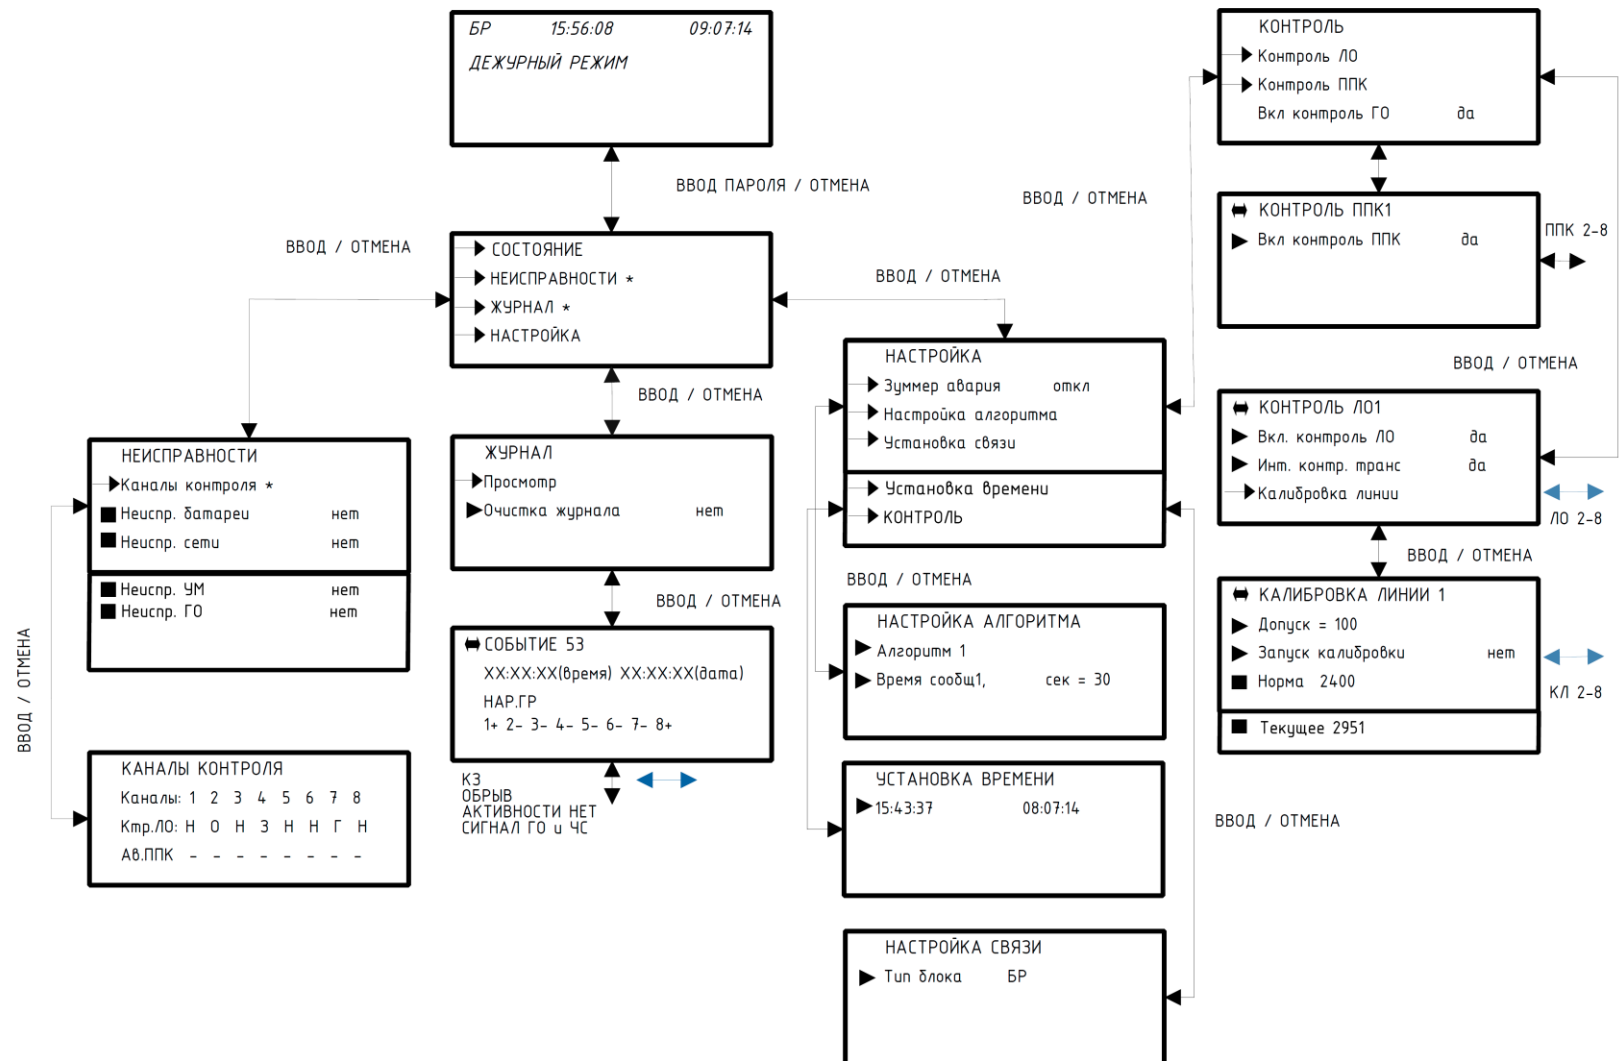 БР 15:56:08 09:07:14
ДЕЖУРНЫЙ РЕЖИМ
ВВОД ПАРОЛЯ / ОТМЕНА
ВВОД / ОТМЕНА
СОСТОЯНИЕ
НЕИСПРАВНОСТИ *
ЖУРНАЛ *
НАСТРОЙКА
ВВОД / ОТМЕНА
ВВОД / ОТМЕНА
НЕИСПРАВНОСТИ
Каналы контроля *
Неиспр. батареи нет
Неиспр. сети нет
Неиспр. УМ нет
Неиспр. ГО нет
ВВОД / ОТМЕНА
КАНАЛЫ КОНТРОЛЯ
Каналы: 1 2 3 4 5 6 7 8
Ктр.ЛО: Н О Н З Н Н Г Н
Ав.ППК - - - - - - - -
ЖУРНАЛ
Просмотр
Очистка журнала нет
ВВОД / ОТМЕНА
СОБЫТИЕ 53
ХХ:ХХ:ХХ(время) ХХ:ХХ:ХХ(дата)
НАР.ГР
1+ 2- 3- 4- 5- 6- 7- 8+
КЗ
ОБРЫВ
АКТИВНОСТИ НЕТ
СИГНАЛ ГО и ЧС
НАСТРОЙКА
Зуммер авария откл
Настройка алгоритма
Установка связи
Установка времени
КОНТРОЛЬ
ВВОД / ОТМЕНА
НАСТРОЙКА АЛГОРИТМА
Алгоритм 1
Время сообщ1, сек = 30
УСТАНОВКА ВРЕМЕНИ
15:43:37 08:07:14
НАСТРОЙКА СВЯЗИ
Тип блока БР
ВВОД / ОТМЕНА
ВВОД / ОТМЕНА
КОНТРОЛЬ
Контроль ЛО
Контроль ППК
Вкл контроль ГО да
КОНТРОЛЬ ППК1
Вкл контроль ППК да
ППК 2-8
ВВОД / ОТМЕНА
КОНТРОЛЬ ЛО1
Вкл. контроль ЛО да
Инт. контр. транс да
Калибровка линии
ЛО 2-8
ВВОД / ОТМЕНА
КАЛИБРОВКА ЛИНИИ 1
Допуск = 100
Запуск калибровки нет
Норма 2400
Текущее 2951
КЛ 2-8